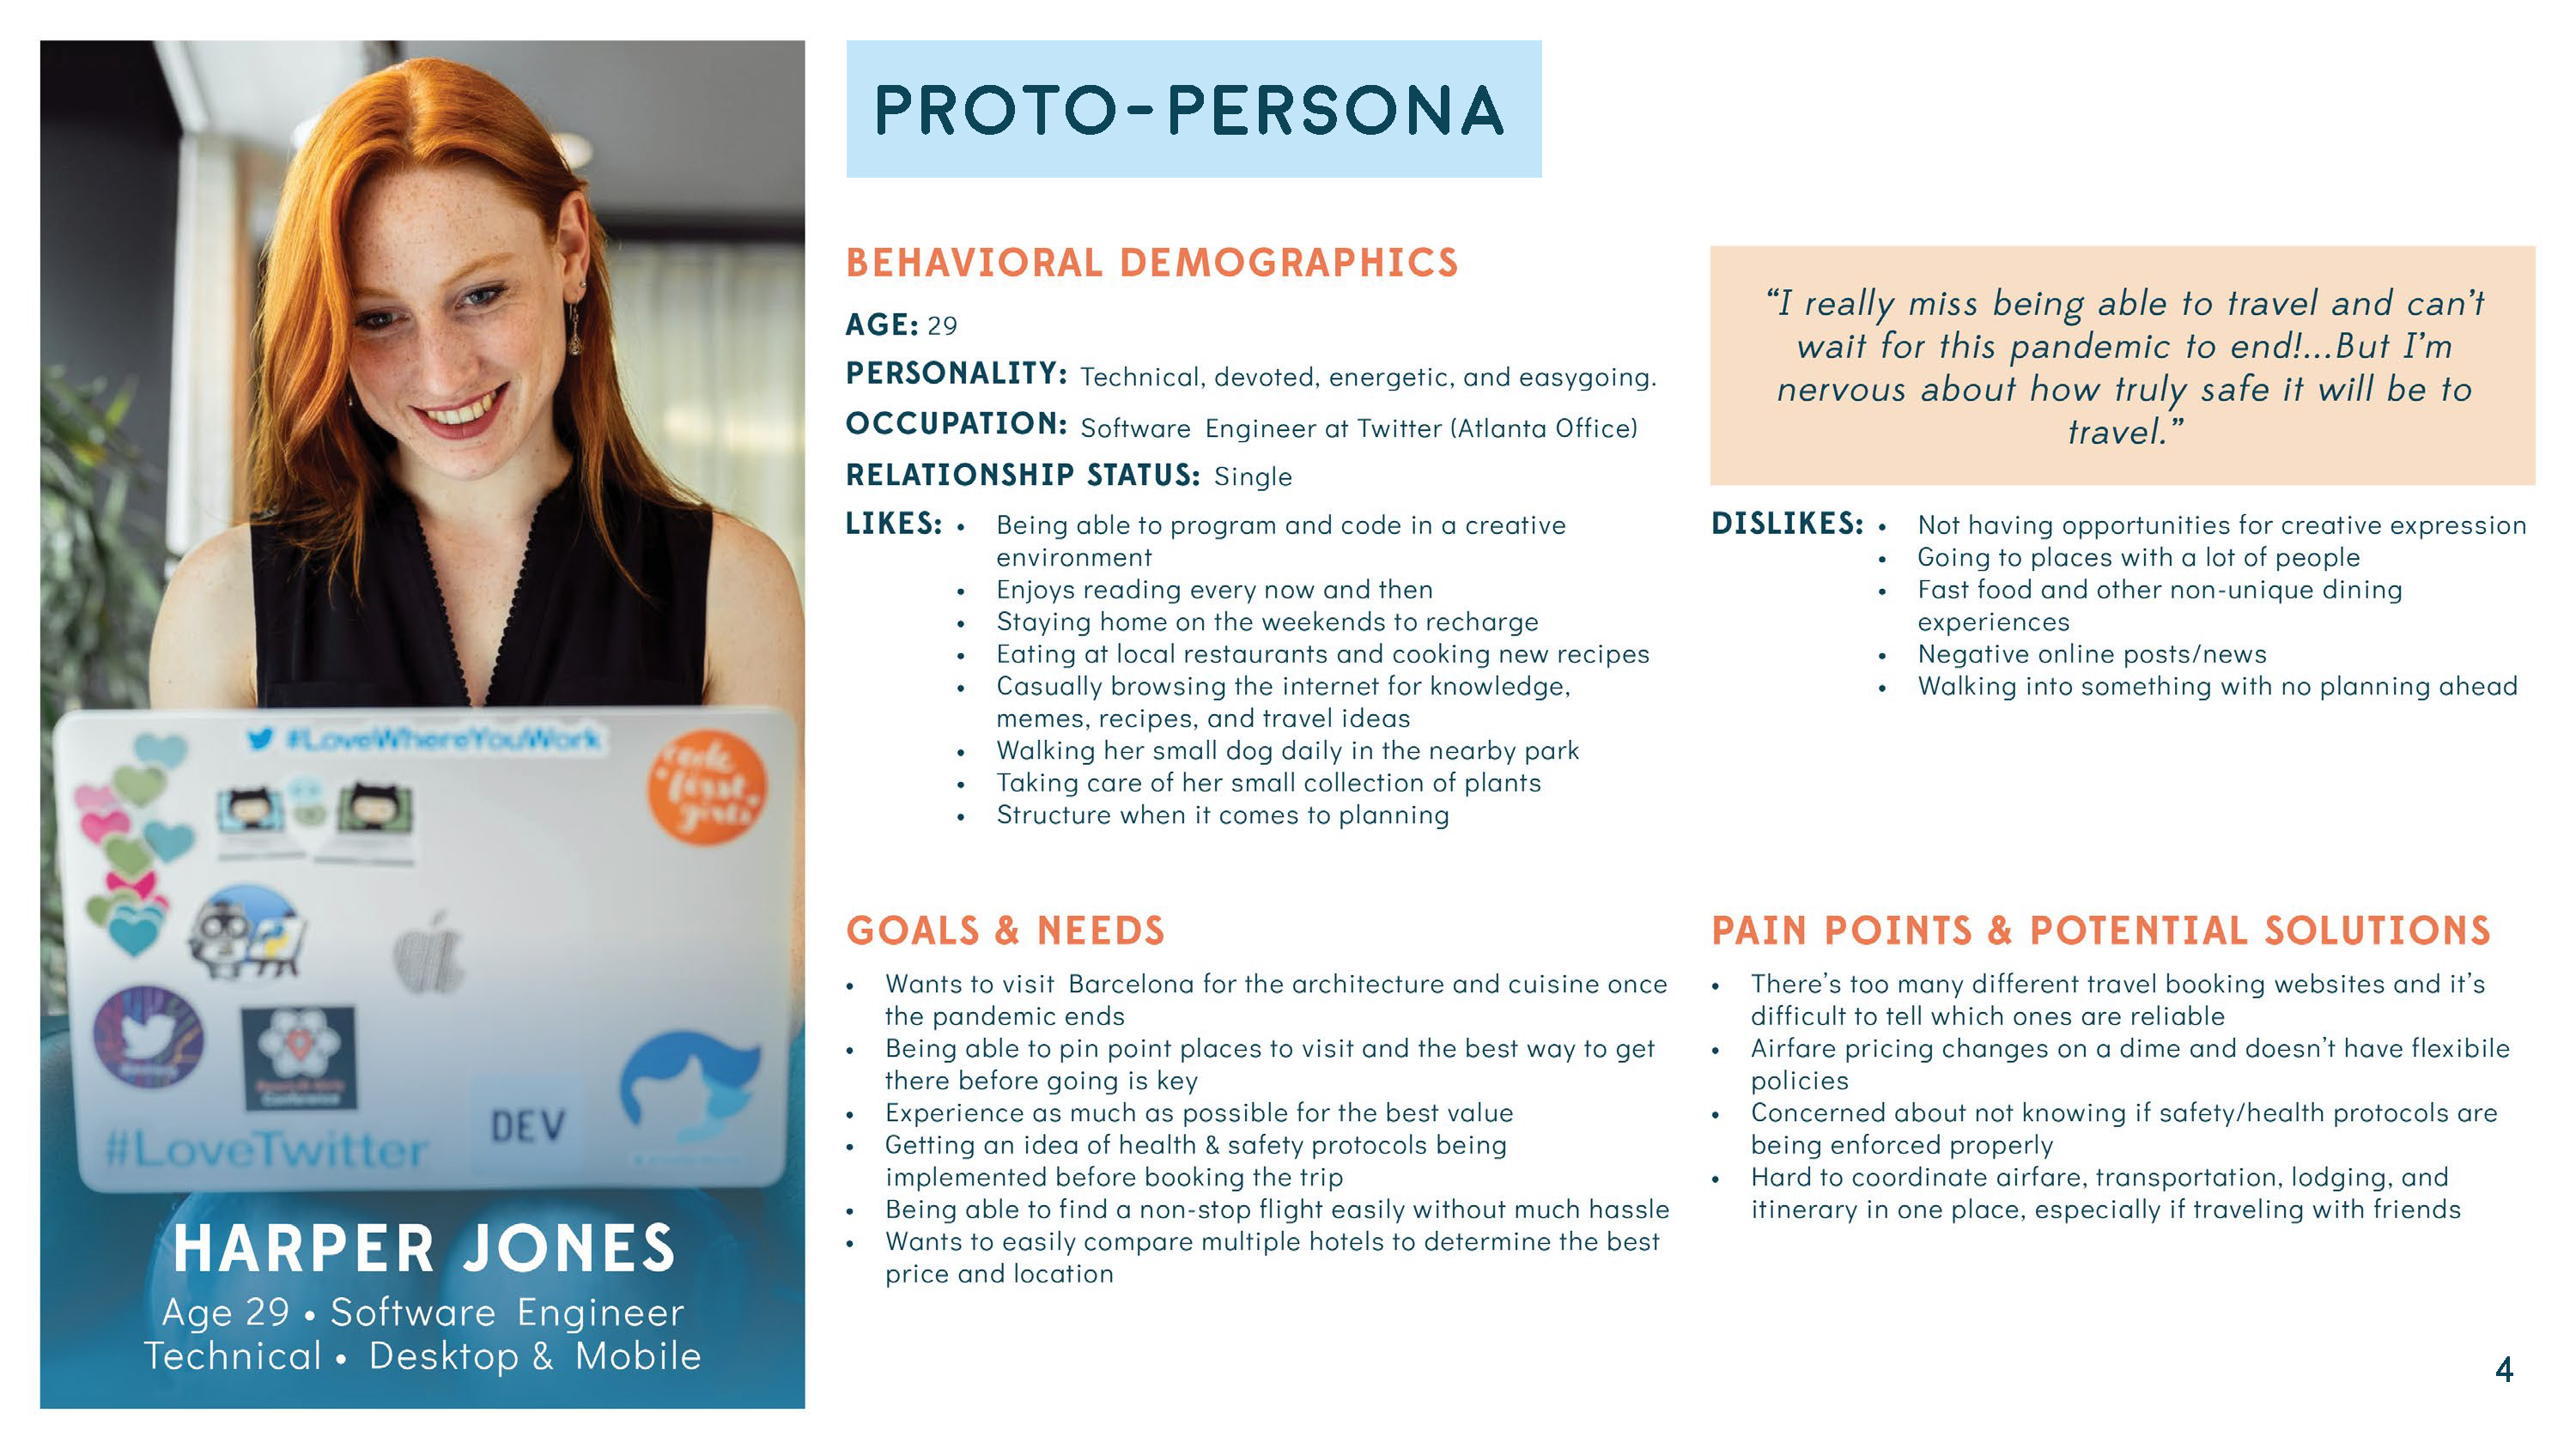 PROTO-PERSONA
BEHAVIORAL DEMOGRAPHICS
AGE: 29
PERSONALITY: Technical, devoted, energetic, and easygoing.
OCCUPATION: Software Engineer at Twitter (Atlanta Office)
RELATIONSHIP STATUS: Single
LIKES:
• Being able to program and code in a creative
environment
• Enjoys reading every now and then
• Staying home on the weekends to recharge
• Eating at local restaurants and cooking new recipes
• Casually browsing the internet for knowledge,
memes, recipes, and travel ideas
• Walking her small dog daily in the nearby park
• Taking care of her small collection of plants
• Structure when it comes to planning
“I really miss being able to travel and can’t
wait for this pandemic to end!...But I’m
nervous about how truly safe it will be to
travel.”
DISLIKES:
• Not having opportunities for creative expression
• Going to places with a lot of people
• Fast food and other non-unique dining
experiences
• Negative online posts/news
• Walking into something with no planning ahead
GOALS & NEEDS
• Wants to visit Barcelona for the architecture and cuisine once
the pandemic ends
• Being able to pin point places to visit and the best way to get
there before going is key
• Experience as much as possible for the best value
• Getting an idea of health & safety protocols being
implemented before booking the trip
• Being able to find a non-stop flight easily without much hassle
• Wants to easily compare multiple hotels to determine the best
price and location
PAIN POINTS & POTENTIAL SOLUTIONS
• There’s too many different travel booking websites and it’s
difficult to tell which ones are reliable
• Airfare pricing changes on a dime and doesn’t have flexibile
policies
• Concerned about not knowing if safety/health protocols are
being enforced properly
• Hard to coordinate airfare, transportation, lodging, and
itinerary in one place, especially if traveling with friends
#LoveWhereYouWork
code
first
girls
DEV
#LoveTwitter
HARPER JONES
Age 29 • Software Engineer
Technical • Desktop & Mobile
4